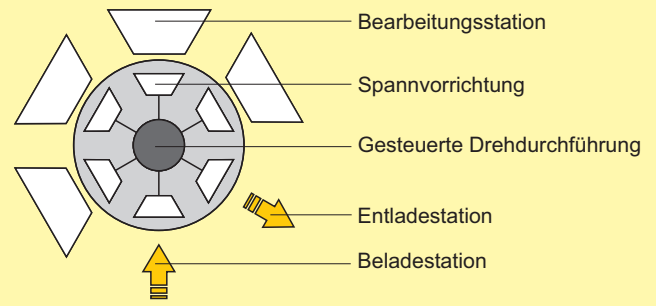 Bearbeitungsstation
Spannvorrichtung
Gesteuerte Drehdurchführung
Entladestation
Beladestation